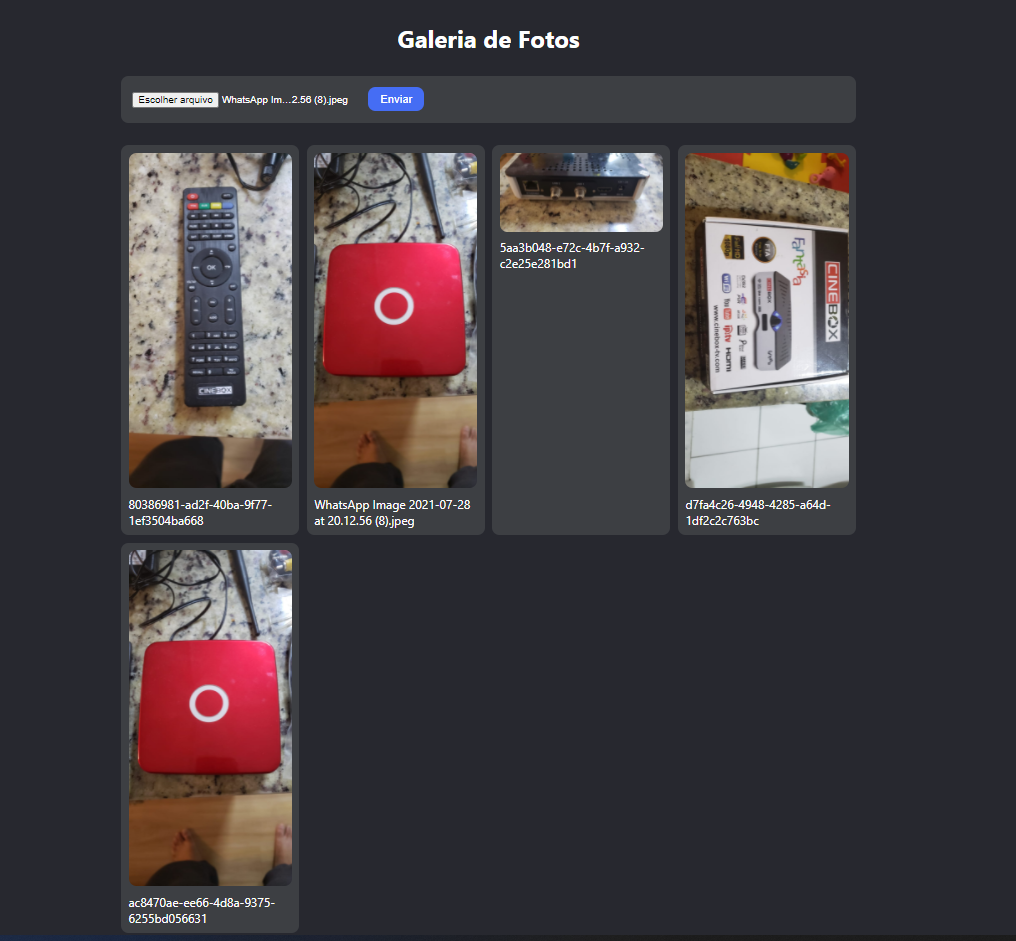 Galeria de Fotos
Escolher arquivo WhatsApp Im...2.56 (8).jpeg Enviar
OK
CINEBOX
80386981-ad2f-40ba-9f77-
1ef3504ba668
WhatsApp Image 2021-07-28
at 20.12.56 (8).jpeg
5aa3b048-e72c-4b7f-a932-
c2e25e281bd1
CINEBOX
Fantasia
www.cinebox-tv.com
HDMI
iptv
d7fa4c26-4948-4285-a64d-
1df2c2c763bc
ac8470ae-ee66-4d8a-9375-
6255bd056631